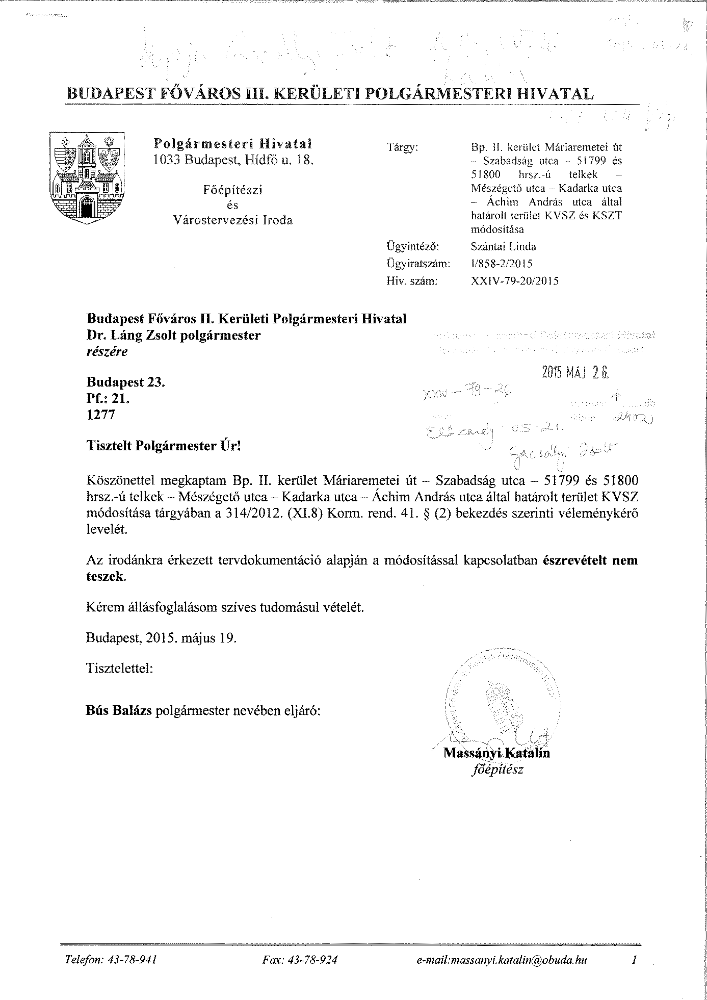 BUDAPEST FŐVÁROS III. KERÜLETI POLGÁRMESTERI HIVATAL
Polgármesteri Hivatal
1033 Budapest, Hídfő u. 18.
Főépítészi
és
Várostervezési Iroda
Tárgy: Bp. II. kerület Máriaremetei út
– Szabadság utca – 51799 és
51800 hrsz.-ú telkek –
Mészégető utca – Kadarka utca
– Áchim András utca által
határolt terület KVSZ és KSZT
módosítása
Ügyintéző: Szántai Linda
Ügyiratszám: I/858-2/2015
Hiv. szám: XXIV-79-20/2015
Budapest Főváros II. Kerületi Polgármesteri Hivatal
Dr. Láng Zsolt polgármester
részére
Polgármesteri Hivatal
2015 MÁJ 26.
Budapest 23.
Pf.: 21.
1277
XXIV – 79 – 26
1 db
Előzmény 05.21.
Gacsályi Zsolt
Tisztelt Polgármester Úr!
Köszönettel megkaptam Bp. II. kerület Máriaremetei út – Szabadság utca – 51799 és 51800
hrsz.-ú telkek – Mészégető utca – Kadarka utca – Áchim András utca által határolt terület KVSZ
módosítása tárgyában a 314/2012. (XI.8) Korm. rend. 41. § (2) bekezdés szerinti véleménykérő
levelét.
Az irodánkra érkezett tervdokumentáció alapján a módosítással kapcsolatban észrevételt nem
teszek.
Kérem állásfoglalásom szíves tudomásul vételét.
Budapest, 2015. május 19.
Tisztelettel:
Bús Balázs polgármester nevében eljáró:
Massányi Katalin
főépítész
Telefon: 43-78-941 Fax: 43-78-924 e-mail:massanyi.katalin@obuda.hu 1